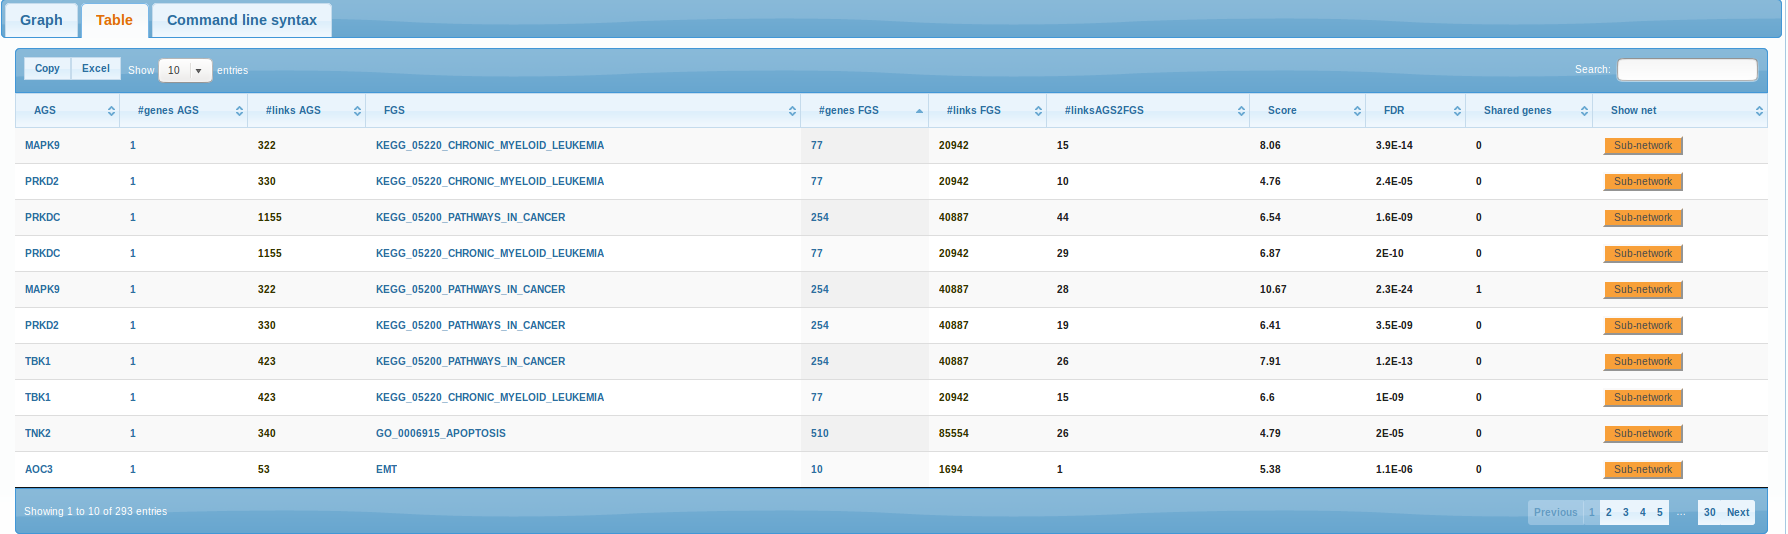 Graph Table Command line syntax
Copy Excel Show 10 entries Search:
AGS #genes AGS #links AGS FGS #genes FGS #links FGS #linksAGS2FGS Score FDR Shared genes Show net
MAPK9 1 322 KEGG_05220_CHRONIC_MYELOID_LEUKEMIA 77 20942 15 8.06 3.9E-14 0 Sub-network
PRKD2 1 330 KEGG_05220_CHRONIC_MYELOID_LEUKEMIA 77 20942 10 4.76 2.4E-05 0 Sub-network
PRKDC 1 1155 KEGG_05200_PATHWAYS_IN_CANCER 254 40887 44 6.54 1.6E-09 0 Sub-network
PRKDC 1 1155 KEGG_05220_CHRONIC_MYELOID_LEUKEMIA 77 20942 29 6.87 2E-10 0 Sub-network
MAPK9 1 322 KEGG_05200_PATHWAYS_IN_CANCER 254 40887 28 10.67 2.3E-24 1 Sub-network
PRKD2 1 330 KEGG_05200_PATHWAYS_IN_CANCER 254 40887 19 6.41 3.5E-09 0 Sub-network
TBK1 1 423 KEGG_05200_PATHWAYS_IN_CANCER 254 40887 26 7.91 1.2E-13 0 Sub-network
TBK1 1 423 KEGG_05220_CHRONIC_MYELOID_LEUKEMIA 77 20942 15 6.6 1E-09 0 Sub-network
TNK2 1 340 GO_0006915_APOPTOSIS 510 85554 26 4.79 2E-05 0 Sub-network
AOC3 1 53 EMT 10 1694 1 5.38 1.1E-06 0 Sub-network
Showing 1 to 10 of 293 entries Previous 1 2 3 4 5 ... 30 Next